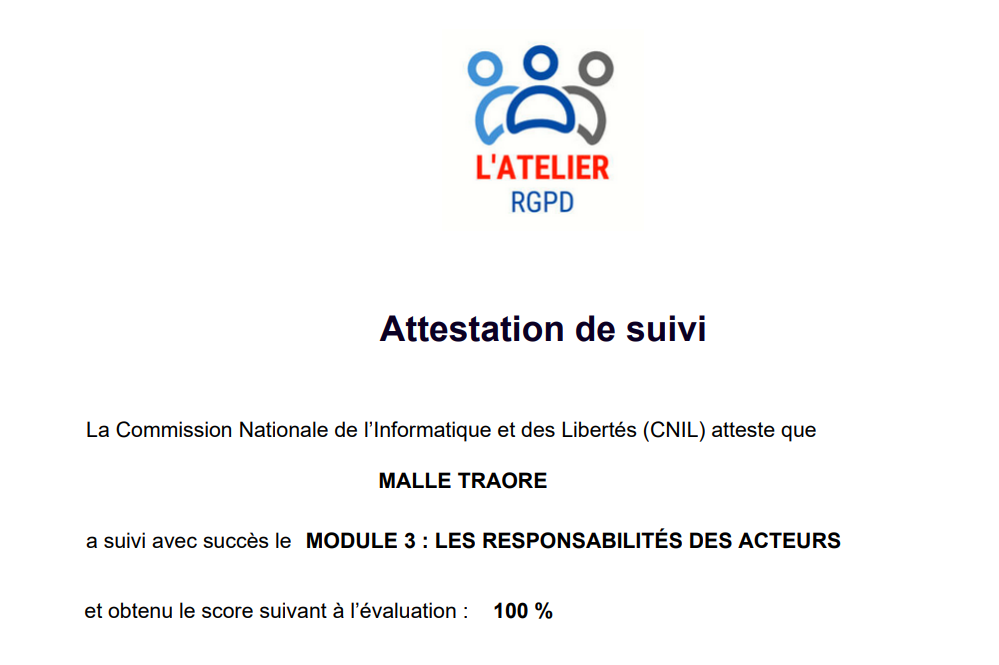 L'ATELIER
RGPD
Attestation de suivi
La Commission Nationale de l’Informatique et des Libertés (CNIL) atteste que
MALLE TRAORE
a suivi avec succès le MODULE 3 : LES RESPONSABILITÉS DES ACTEURS
et obtenu le score suivant à l’évaluation : 100 %